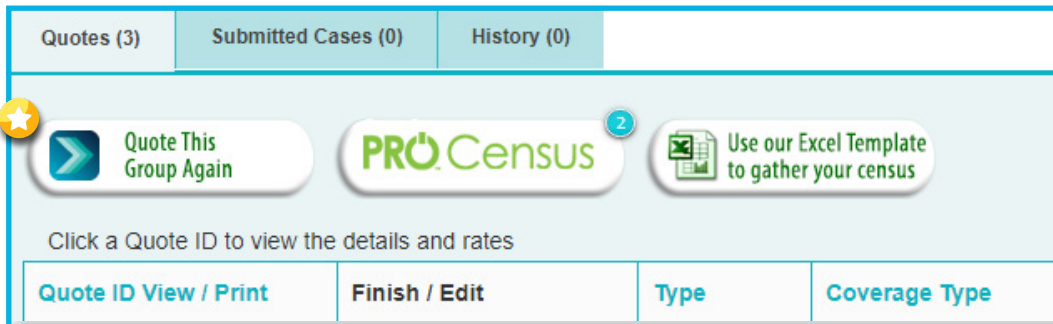 Quotes (3) Submitted Cases (0) History (0)
Quote This
Group Again
PRO Census
2
Use our Excel Template
to gather your census
Click a Quote ID to view the details and rates
Quote ID View / Print Finish / Edit Type Coverage Type